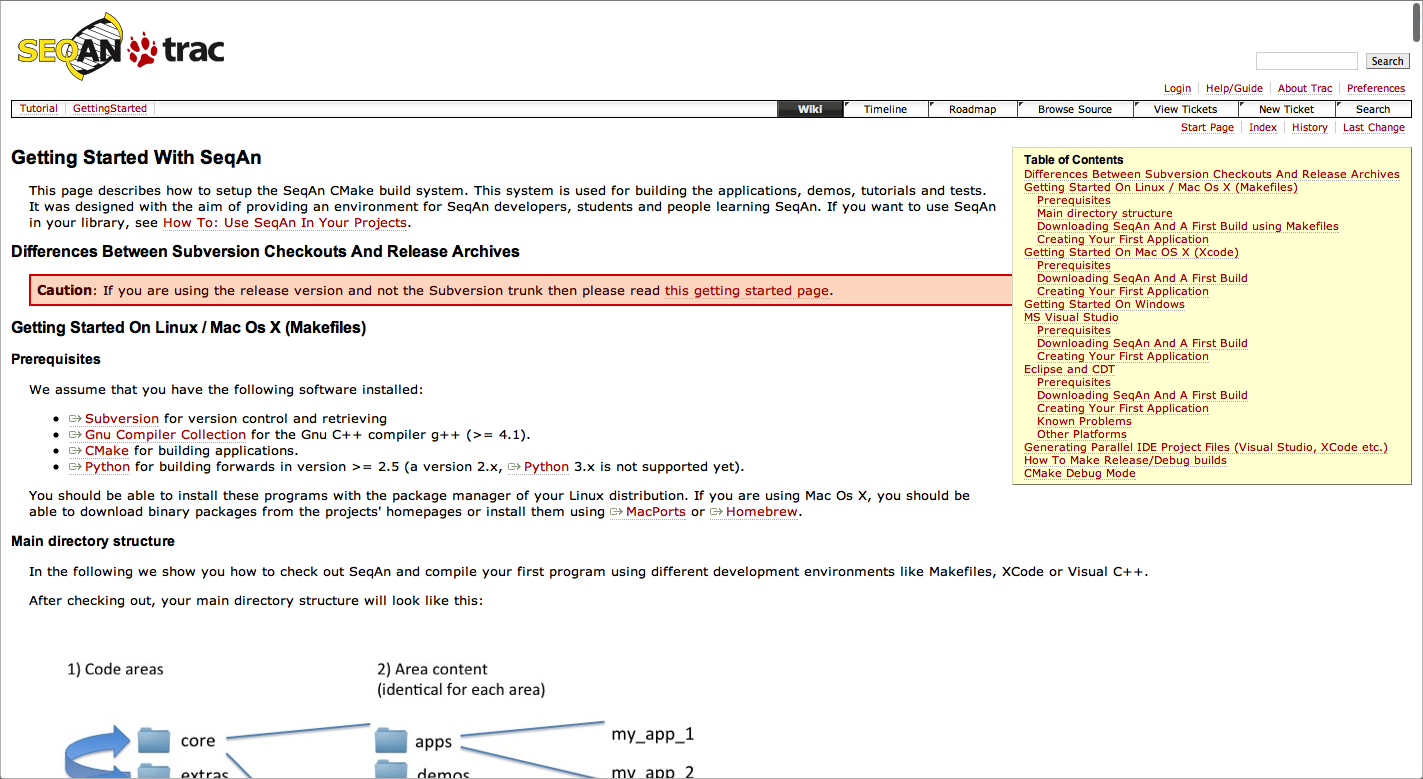 SEQAN trac
Search
Login Help/Guide About Trac Preferences
Tutorial GettingStarted Wiki Timeline Roadmap Browse Source View Tickets New Ticket Search
Start Page Index History Last Change
Getting Started With SeqAn
This page describes how to setup the SeqAn CMake build system. This system is used for building the applications, demos, tutorials and tests.
It was designed with the aim of providing an environment for SeqAn developers, students and people learning SeqAn. If you want to use SeqAn
in your library, see How To: Use SeqAn In Your Projects.
Differences Between Subversion Checkouts And Release Archives
Caution: If you are using the release version and not the Subversion trunk then please read this getting started page.
Getting Started On Linux / Mac Os X (Makefiles)
Prerequisites
We assume that you have the following software installed:
Subversion for version control and retrieving
Gnu Compiler Collection for the Gnu C++ compiler g++ (>= 4.1).
CMake for building applications.
Python for building forwards in version >= 2.5 (a version 2.x, Python 3.x is not supported yet).
You should be able to install these programs with the package manager of your Linux distribution. If you are using Mac Os X, you should be
able to download binary packages from the projects' homepages or install them using MacPorts or Homebrew.
Table of Contents
Differences Between Subversion Checkouts And Release Archives
Getting Started On Linux / Mac Os X (Makefiles)
Prerequisites
Main directory structure
Downloading SeqAn And A First Build using Makefiles
Creating Your First Application
Getting Started On Mac OS X (Xcode)
Prerequisites
Downloading SeqAn And A First Build
Creating Your First Application
Getting Started On Windows
MS Visual Studio
Prerequisites
Downloading SeqAn And A First Build
Creating Your First Application
Eclipse and CDT
Prerequisites
Downloading SeqAn And A First Build
Creating Your First Application
Known Problems
Other Platforms
Generating Parallel IDE Project Files (Visual Studio, XCode etc.)
How To Make Release/Debug builds
CMake Debug Mode
Main directory structure
In the following we show you how to check out SeqAn and compile your first program using different development environments like Makefiles, XCode or Visual C++.
After checking out, your main directory structure will look like this:
1) Code areas
2) Area content
(identical for each area)
core
apps
my_app_1
extras
demos
my_app_2